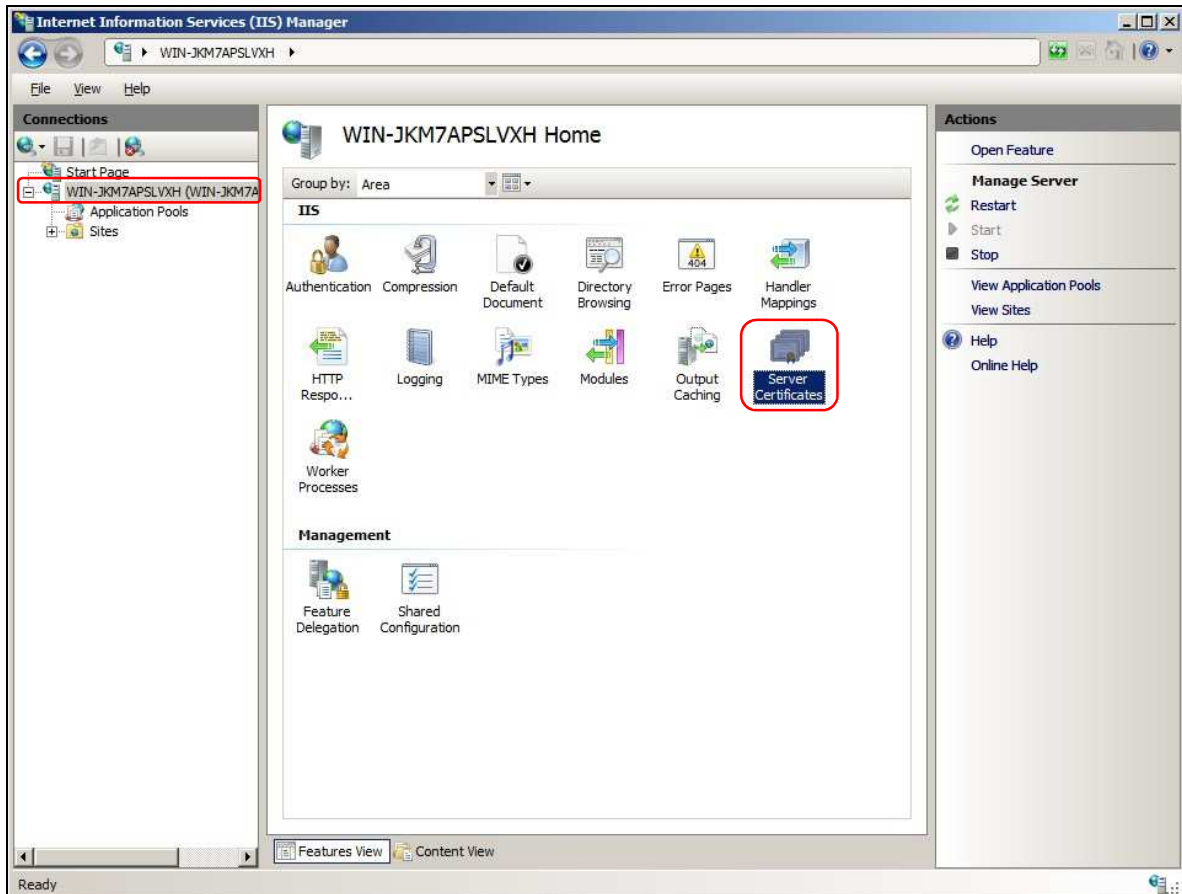 Internet Information Services (IIS) Manager
WIN-JKM7APSLVXH
File View Help
Connections
Start Page
WIN-JKM7APSLVXH (WIN-JKM7A
Application Pools
Sites
WIN-JKM7APSLVXH Home
Group by: Area
IIS
Authentication
Compression
Default
Document
Directory
Browsing
Error Pages
404
Handler
Mappings
HTTP
Respo...
Logging
MIME Types
Modules
Output
Caching
Server
Certificates
Worker
Processes
Management
Feature
Delegation
Shared
Configuration
Features View
Content View
Actions
Open Feature
Manage Server
Restart
Start
Stop
View Application Pools
View Sites
Help
Online Help
Ready